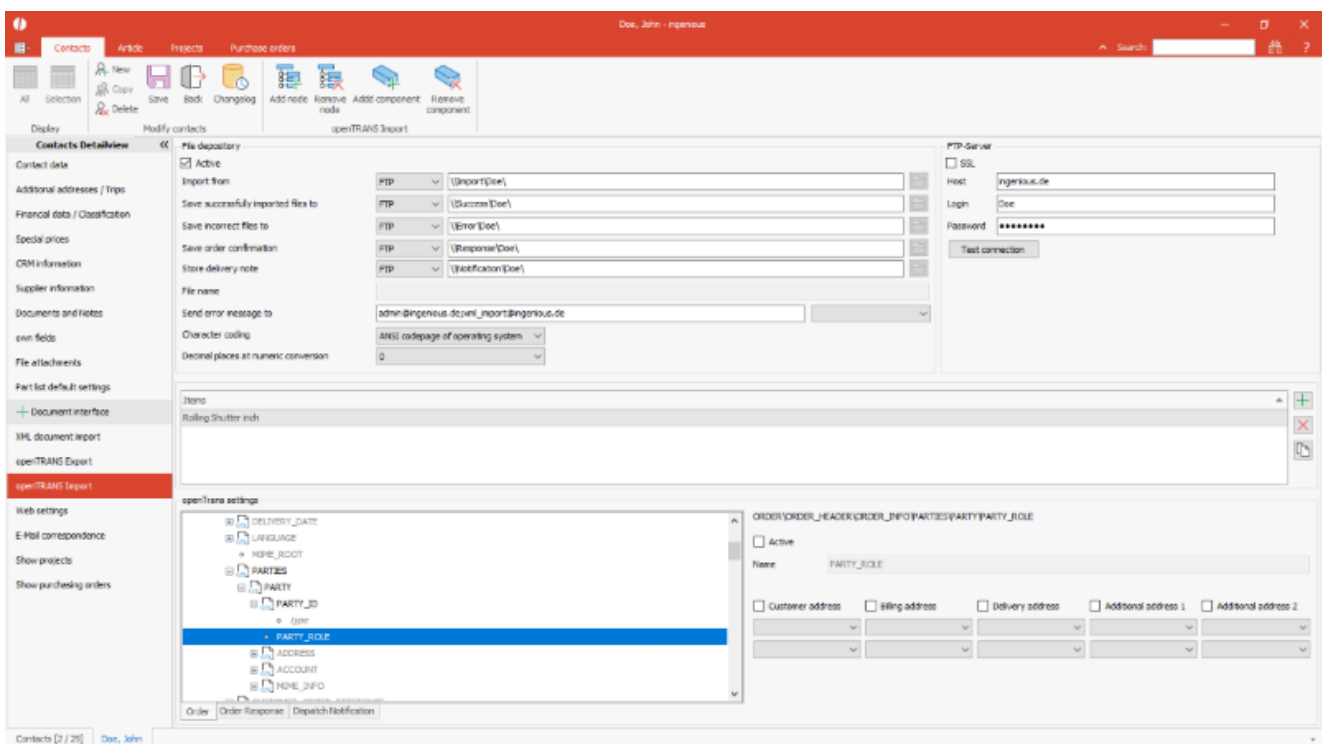 Doe, John - ingenious
Contacts Article Projects Purchase orders Search: ?
All Selection New Copy Delete Save Back Changelog Add node Remove node Addd component Remove component
Display Modify contacts openTRANS Import
Contacts Detailview
Contact data
Additional addresses / Trips
Financial data / Classification
Special prices
CRM information
Supplier information
Documents and Notes
own fields
File attachments
Part list default settings
Document interface
XML document import
openTRANS Export
openTRANS Import
Web settings
E-Mail correspondence
Show projects
Show purchasing orders
File depository
Active
Import from FTP \\Import\Doe\
Save successfully imported files to FTP \\Success\Doe\
Save incorrect files to FTP \\Error\Doe\
Save order confirmation FTP \\Response\Doe\
Store delivery note FTP \\Notification\Doe\
File name
Send error message to admin@ingenious.de;xml_import@ingenious.de
Character coding ANSI codepage of operating system
Decimal places at numeric conversion 0
FTP-Server
SSL
Host ingenious.de
Login Doe
Password ••••••••
Test connection
Items
Rolling Shutter inch
openTrans settings
DELIVERY_DATE
LANGUAGE
MIME_ROOT
PARTIES
PARTY
PARTY_ID
type
PARTY_ROLE
ADDRESS
ACCOUNT
MIME_INFO
Order Order Response Dispatch Notification
ORDER\ORDER_HEADER\ORDER_INFO\PARTIES\PARTY\PARTY_ROLE
Active
Name PARTY_ROLE
Customer address Billing address Delivery address Additional address 1 Additional address 2
Contacts [2 / 25] Doe, John